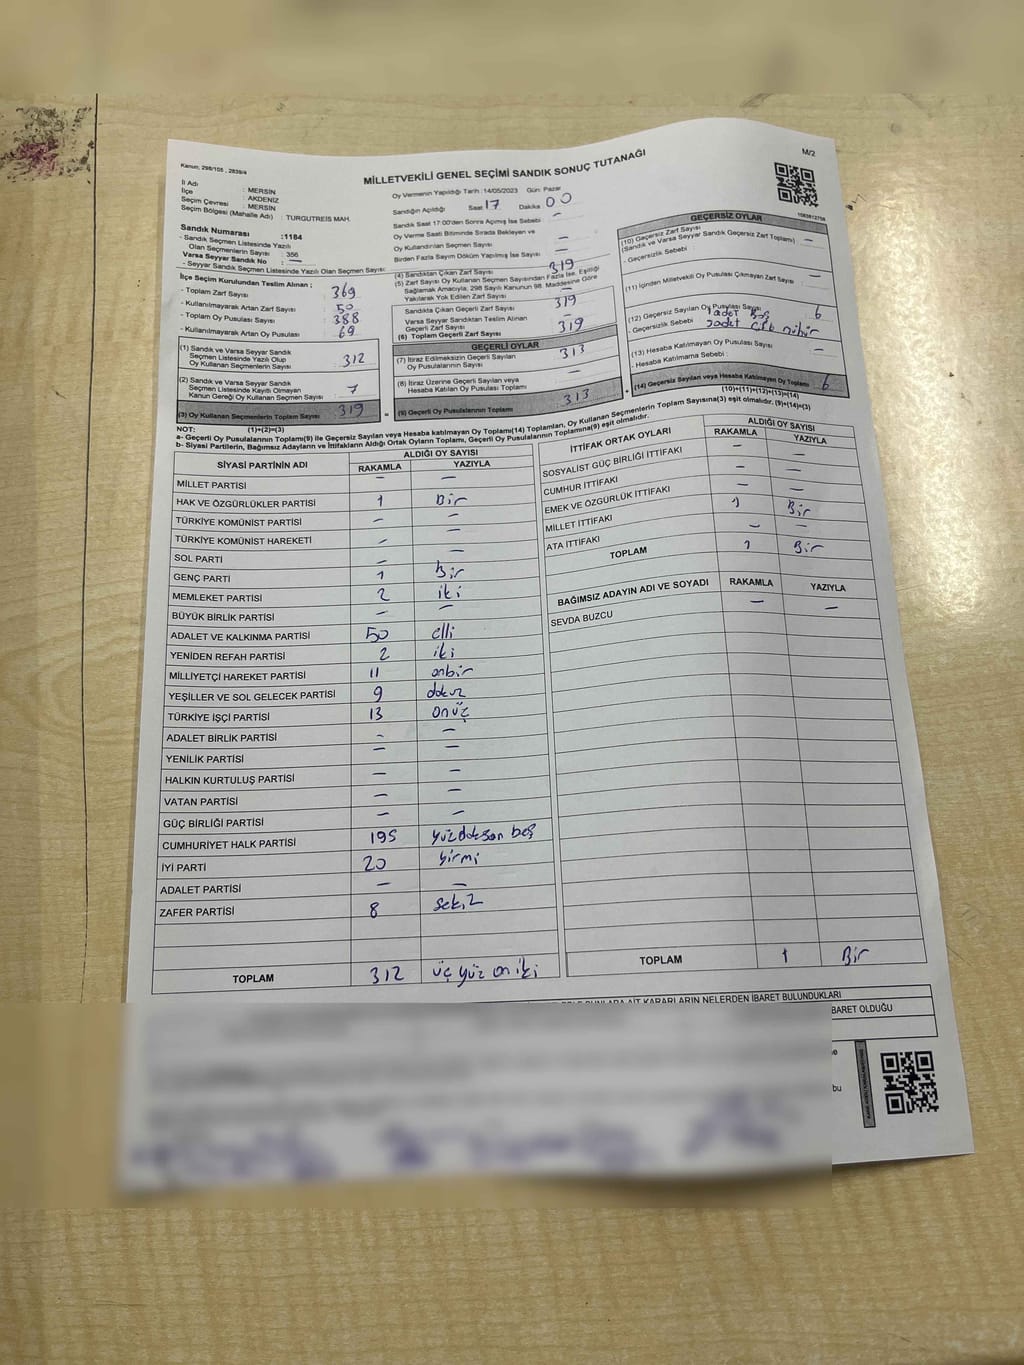 Kanun; 298/105 , 2839/4
M/2
MİLLETVEKİLİ GENEL SEÇİMİ SANDIK SONUÇ TUTANAĞI
İl Adı : MERSİN
İlçe : AKDENİZ
Seçim Çevresi : MERSİN
Seçim Bölgesi (Mahalle Adı) : TURGUTREİS MAH.
Sandık Numarası :1184
- Sandık Seçmen Listesinde Yazılı
Olan Seçmenlerin Sayısı : 356
Varsa Seyyar Sandık No : —
- Seyyar Sandık Seçmen Listesinde Yazılı Olan Seçmen Sayısı:
İlçe Seçim Kurulundan Teslim Alınan ;
- Toplam Zarf Sayısı : 369
- Kullanılmayarak Artan Zarf Sayısı : 50
- Toplam Oy Pusulası Sayısı : 388
- Kullanılmayarak Artan Oy Pusulası : 69
(1) Sandık ve Varsa Seyyar Sandık
Seçmen Listesinde Yazılı Olup
Oy Kullanan Seçmenlerin Sayısı 312
(2) Sandık ve Varsa Seyyar Sandık
Seçmen Listesinde Kayıtlı Olmayan
Kanun Gereği Oy Kullanan Seçmen Sayısı 7
(3) Oy Kullanan Seçmenlerin Toplam Sayısı 319
Oy Vermenin Yapıldığı Tarih :14/05/2023 Gün: Pazar
Sandığın Açıldığı Saat 17 Dakika 00
Sandık Saat 17:00'den Sonra Açılmış İse Sebebi —
Oy Verme Saati Bitiminde Sırada Bekleyen ve
Oy Kullandırılan Seçmen Sayısı —
Birden Fazla Sayım Döküm Yapılmış İse Sayısı —
(4) Sandıktan Çıkan Zarf Sayısı 319
(5) Zarf Sayısı Oy Kullanan Seçmen Sayısından Fazla İse, Eşitliği
Sağlamak Amacıyla, 298 Sayılı Kanunun 98. Maddesine Göre
Yakılarak Yok Edilen Zarf Sayısı —
Sandıkta Çıkan Geçerli Zarf Sayısı 319
Varsa Seyyar Sandıktan Teslim Alınan
Geçerli Zarf Sayısı —
(6) Toplam Geçerli Zarf Sayısı 319
GEÇERLİ OYLAR
(7) İtiraz Edilmeksizin Geçerli Sayılan
Oy Pusulalarının Sayısı 313
(8) İtiraz Üzerine Geçerli Sayılan veya
Hesaba Katılan Oy Pusulası Toplamı —
(9) Geçerli Oy Pusulalarının Toplamı 313
1083812758
GEÇERSİZ OYLAR
(10) Geçersiz Zarf Sayısı
(Sandık ve Varsa Seyyar Sandık Geçersiz Zarf Toplamı) —
- Geçersizlik Sebebi :
(11) İçinden Milletvekili Oy Pusulası Çıkmayan Zarf Sayısı —
(12) Geçersiz Sayılan Oy Pusulası Sayısı 6
- Geçersizlik Sebebi : adet Boş
adet mühür
(13) Hesaba Katılmayan Oy Pusulası Sayısı —
- Hesaba Katılmama Sebebi :
(14) Geçersiz Sayılan veya Hesaba Katılmayan Oy Toplamı 6
(10)+(11)+(12)+(13)=(14)
NOT: (1)+(2)=(3)
a- Geçerli Oy Pusulalarının Toplamı(9) ile Geçersiz Sayılan veya Hesaba katılmayan Oy Toplamı(14) Toplamları, Oy Kullanan Seçmenlerin Toplam Sayısına(3) eşit olmalıdır. (9)+(14)=(3)
b- Siyasi Partilerin, Bağımsız Adayların ve İttifakların Aldığı Ortak Oyların Toplamı, Geçerli Oy Pusulalarının Toplamına(9) eşit olmalıdır.
SİYASİ PARTİNİN ADI ALDIĞI OY SAYISI
RAKAMLA YAZIYLA
MİLLET PARTİSİ — —
HAK VE ÖZGÜRLÜKLER PARTİSİ 1 Bir
TÜRKİYE KOMÜNİST PARTİSİ — —
TÜRKİYE KOMÜNİST HAREKETİ — —
SOL PARTİ — —
GENÇ PARTİ 1 Bir
MEMLEKET PARTİSİ 2 iki
BÜYÜK BİRLİK PARTİSİ — —
ADALET VE KALKINMA PARTİSİ 50 elli
YENİDEN REFAH PARTİSİ 2 iki
MİLLİYETÇİ HAREKET PARTİSİ 11 onbir
YEŞİLLER VE SOL GELECEK PARTİSİ 9 dokuz
TÜRKİYE İŞÇİ PARTİSİ 13 onüç
ADALET BİRLİK PARTİSİ — —
YENİLİK PARTİSİ — —
HALKIN KURTULUŞ PARTİSİ — —
VATAN PARTİSİ — —
GÜÇ BİRLİĞİ PARTİSİ — —
CUMHURİYET HALK PARTİSİ 195 yüzdoksan beş
İYİ PARTİ 20 yirmi
ADALET PARTİSİ — —
ZAFER PARTİSİ 8 sekiz
TOPLAM 312 üç yüz on iki
İTTİFAK ORTAK OYLARI ALDIĞI OY SAYISI
RAKAMLA YAZIYLA
SOSYALİST GÜÇ BİRLİĞİ İTTİFAKI — —
CUMHUR İTTİFAKI — —
EMEK VE ÖZGÜRLÜK İTTİFAKI — —
MİLLET İTTİFAKI 1 Bir
ATA İTTİFAKI — —
TOPLAM 1 Bir
BAĞIMSIZ ADAYIN ADI VE SOYADI RAKAMLA YAZIYLA
SEVDA BUZCU — —
TOPLAM 1 Bir
BUNLARA AİT KARARLARIN NELERDEN İBARET BULUNDUKLARI
BARET OLDUĞU